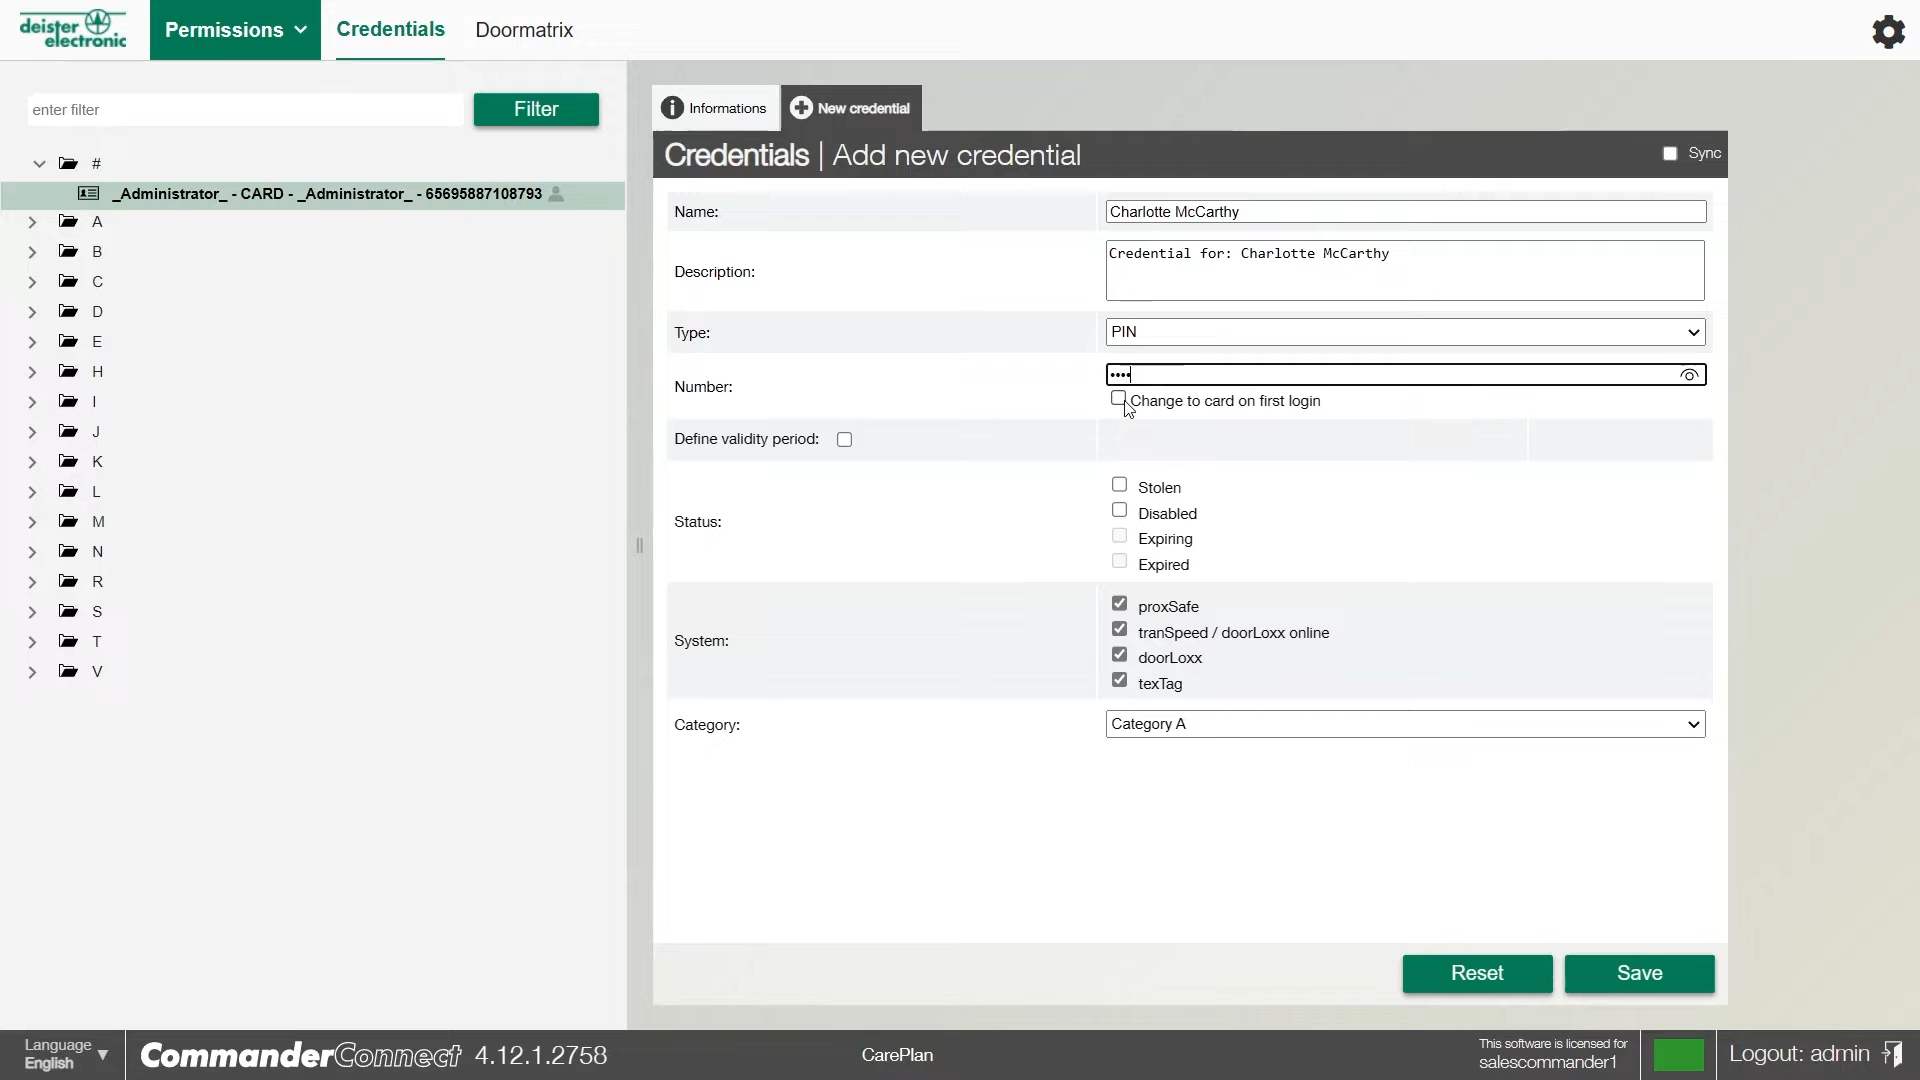 deister
electronic
Permissions
Credentials
Doormatrix
enter filter
Filter
#
_Administrator_ - CARD - _Administrator_ - 65695887108793
A
B
C
D
E
H
I
J
K
L
M
N
R
S
T
V
Informations
New credential
Credentials | Add new credential
Sync
Name:
Charlotte McCarthy
Description:
Credential for: Charlotte McCarthy
Type:
PIN
Number:
••••
Change to card on first login
Define validity period:
Status:
Stolen
Disabled
Expiring
Expired
System:
proxSafe
tranSpeed / doorLoxx online
doorLoxx
texTag
Category:
Category A
Reset
Save
Language
English
CommanderConnect 4.12.1.2758
CarePlan
This software is licensed for
salescommander1
Logout: admin